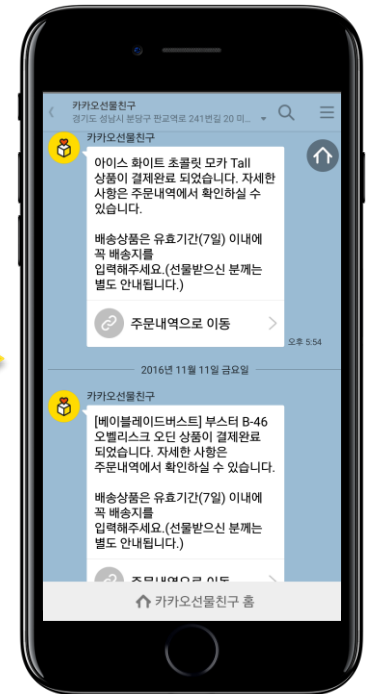 카카오선물친구
경기도 성남시 분당구 판교역로 241번길 20 미...
카카오선물친구
아이스 화이트 초콜릿 모카 Tall
상품이 결제완료 되었습니다. 자세한
사항은 주문내역에서 확인하실 수
있습니다.
배송상품은 유효기간(7일) 이내에
꼭 배송지를
입력해주세요.(선물받으신 분께는
별도 안내됩니다.)
주문내역으로 이동
오후 5:54
2016년 11월 11일 금요일
카카오선물친구
[베이블레이드버스트] 부스터 B-46
오벨리스크 오딘 상품이 결제완료
되었습니다. 자세한 사항은
주문내역에서 확인하실 수 있습니다.
배송상품은 유효기간(7일) 이내에
꼭 배송지를
입력해주세요.(선물받으신 분께는
별도 안내됩니다.)
주문내역으로 이동
카카오선물친구 홈